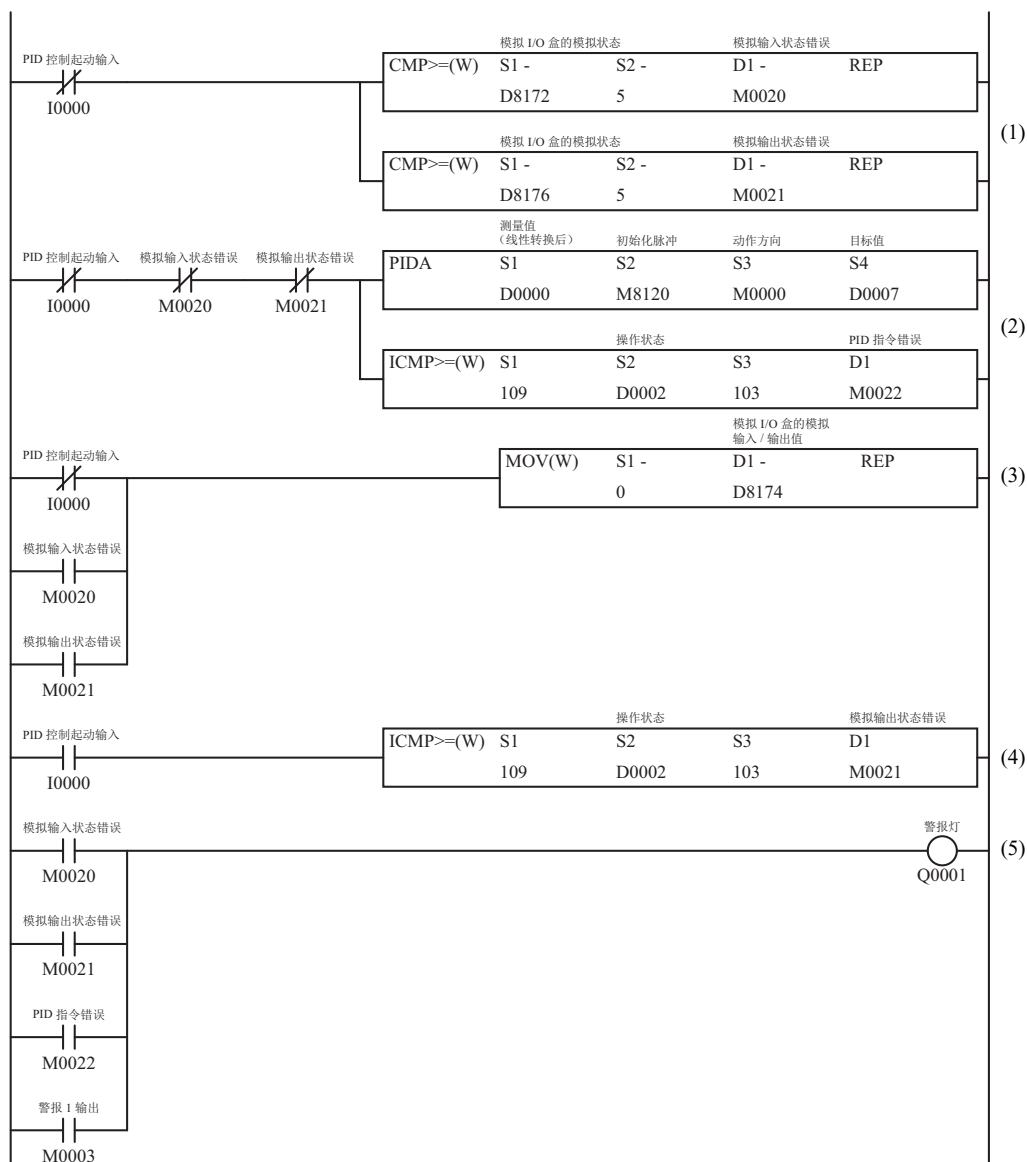 模拟 I/O 盒的模拟状态 模拟输入状态错误
PID 控制起动输入
CMP>=(W) S1 - S2 - D1 - REP
I0000
D8172 5 M0020
(1)
模拟 I/O 盒的模拟状态 模拟输出状态错误
CMP>=(W) S1 - S2 - D1 - REP
D8176 5 M0021
测量值
(线性转换后) 初始化脉冲 动作方向 目标值
PID 控制起动输入 模拟输入状态错误 模拟输出状态错误
PIDA S1 S2 S3 S4
I0000 M0020 M0021
D0000 M8120 M0000 D0007
(2)
操作状态 PID 指令错误
ICMP>=(W) S1 S2 S3 D1
109 D0002 103 M0022
模拟 I/O 盒的模拟
输入 / 输出值
PID 控制起动输入
MOV(W) S1 - D1 - REP
(3)
I0000
0 D8174
模拟输入状态错误
M0020
模拟输出状态错误
M0021
操作状态 模拟输出状态错误
PID 控制起动输入
ICMP>=(W) S1 S2 S3 D1
(4)
I0000
109 D0002 103 M0021
模拟输入状态错误 警报灯
(5)
M0020 Q0001
模拟输出状态错误
M0021
PID 指令错误
M0022
警报 1 输出
M0003